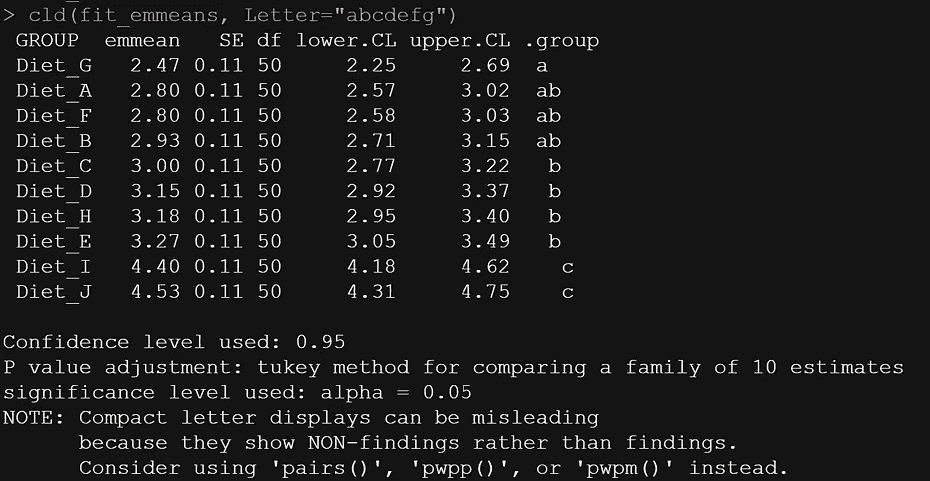 > cld(fit_emmeans, Letter="abcdefg")
 GROUP  emmean   SE df lower.CL upper.CL .group
 Diet_G   2.47 0.11 50     2.25     2.69  a
 Diet_A   2.80 0.11 50     2.57     3.02  ab
 Diet_F   2.80 0.11 50     2.58     3.03  ab
 Diet_B   2.93 0.11 50     2.71     3.15  ab
 Diet_C   3.00 0.11 50     2.77     3.22   b
 Diet_D   3.15 0.11 50     2.92     3.37   b
 Diet_H   3.18 0.11 50     2.95     3.40   b
 Diet_E   3.27 0.11 50     3.05     3.49   b
 Diet_I   4.40 0.11 50     4.18     4.62    c
 Diet_J   4.53 0.11 50     4.31     4.75    c

Confidence level used: 0.95
P value adjustment: tukey method for comparing a family of 10 estimates
significance level used: alpha = 0.05
NOTE: Compact letter displays can be misleading
      because they show NON-findings rather than findings.
      Consider using 'pairs()', 'pwpp()', or 'pwpm()' instead.